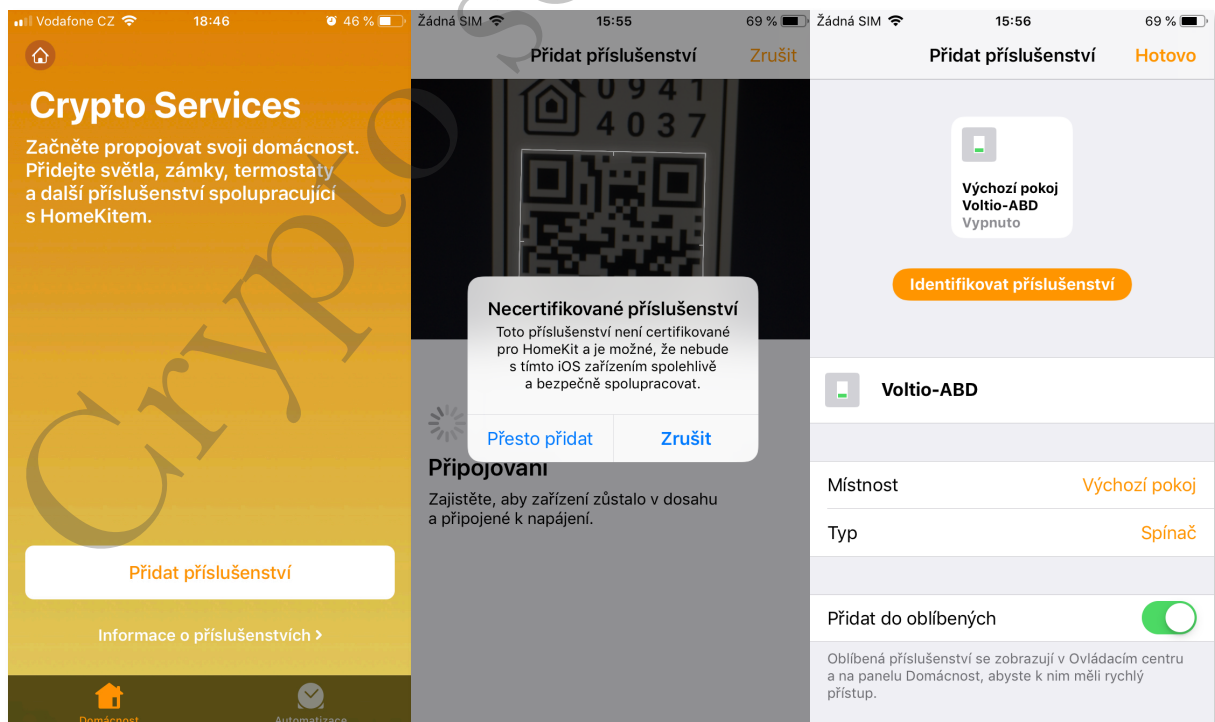 Vodafone CZ 18:46 46 %
Crypto Services
Začněte propojovat svoji domácnost.
Přidejte světla, zámky, termostaty
a další příslušenství spolupracující
s HomeKitem.
Přidat příslušenství
Informace o příslušenstvích >
Domácnost Automatizace
Žádná SIM 15:55 69 %
Přidat příslušenství Zrušit
0941
4037
Necertifikované příslušenství
Toto příslušenství není certifikované
pro HomeKit a je možné, že nebude
s tímto iOS zařízením spolehlivě
a bezpečně spolupracovat.
Přesto přidat Zrušit
Připojování
Zajistěte, aby zařízení zůstalo v dosahu
a připojené k napájení.
Žádná SIM 15:56 69 %
Přidat příslušenství Hotovo
Výchozí pokoj
Voltio-ABD
Vypnuto
Identifikovat příslušenství
Voltio-ABD
Místnost Výchozí pokoj
Typ Spínač
Přidat do oblíbených
Oblíbená příslušenství se zobrazují v Ovládacím centru
a na panelu Domácnost, abyste k nim měli rychlý
přístup.
Crypto